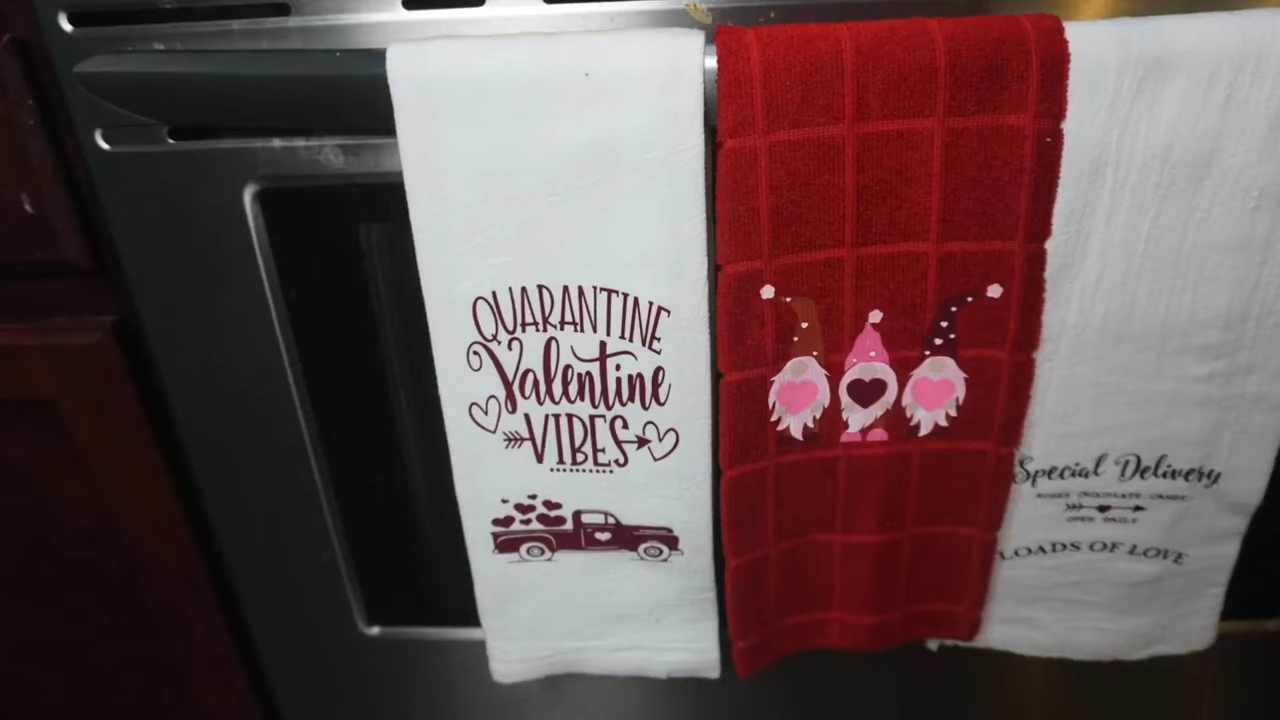 QUARANTINE
Valentine
VIBES
Special Delivery
ROSES CHOCOLATE CANDY
OPEN DAILY
LOADS OF LOVE